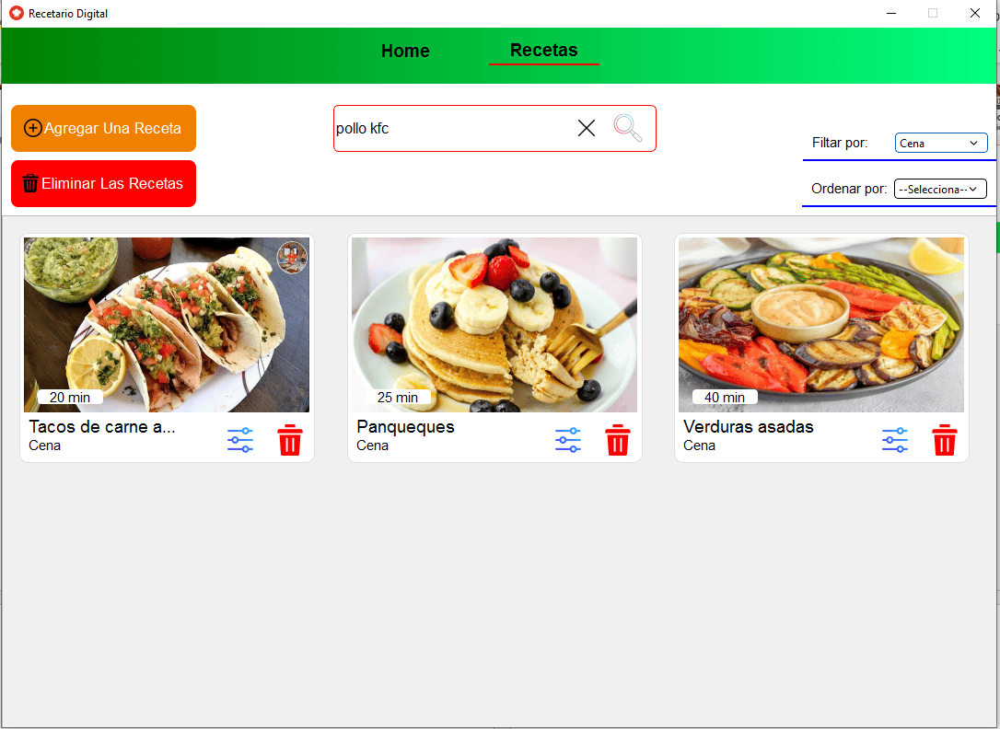 Recetario Digital
Home
Recetas
Agregar Una Receta
pollo kfc
Filtar por:
Cena
Eliminar Las Recetas
Ordenar por:
--Selecciona--
20 min
25 min
40 min
Tacos de carne a...
Panqueques
Verduras asadas
Cena
Cena
Cena